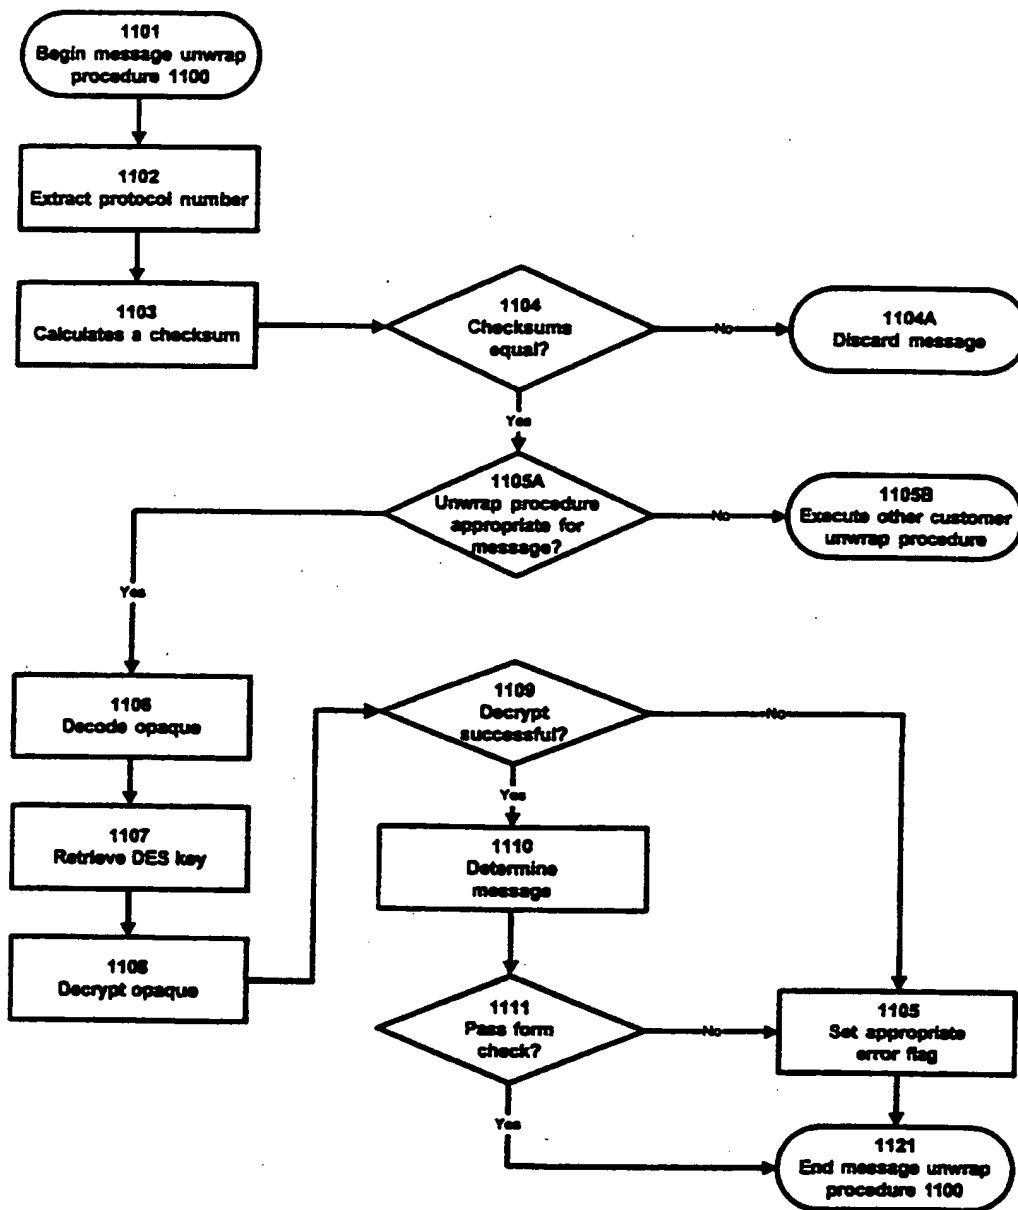 1101
Begin message unwrap
procedure 1100
1102
Extract protocol number
1103
Calculates a checksum
1104
Checksums
equal?
No
1104A
Discard message
Yes
1105A
Unwrap procedure
appropriate for
message?
No
1105B
Execute other customer
unwrap procedure
Yes
1106
Decode opaque
1107
Retrieve DES key
1108
Decrypt opaque
1109
Decrypt
successful?
No
Yes
1110
Determine
message
1111
Pass form
check?
No
1105
Set appropriate
error flag
Yes
1121
End message unwrap
procedure 1100